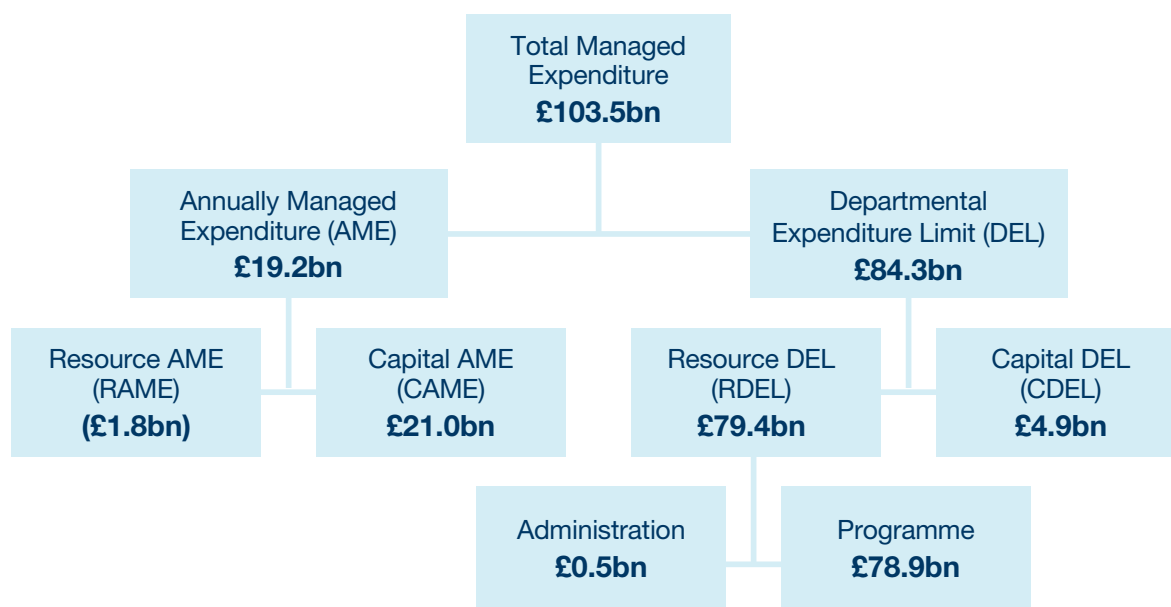 Total Managed
Expenditure
£103.5bn
Annually Managed
Expenditure (AME)
£19.2bn
Departmental
Expenditure Limit (DEL)
£84.3bn
Resource AME
(RAME)
(£1.8bn)
Capital AME
(CAME)
£21.0bn
Resource DEL
(RDEL)
£79.4bn
Capital DEL
(CDEL)
£4.9bn
Administration
£0.5bn
Programme
£78.9bn